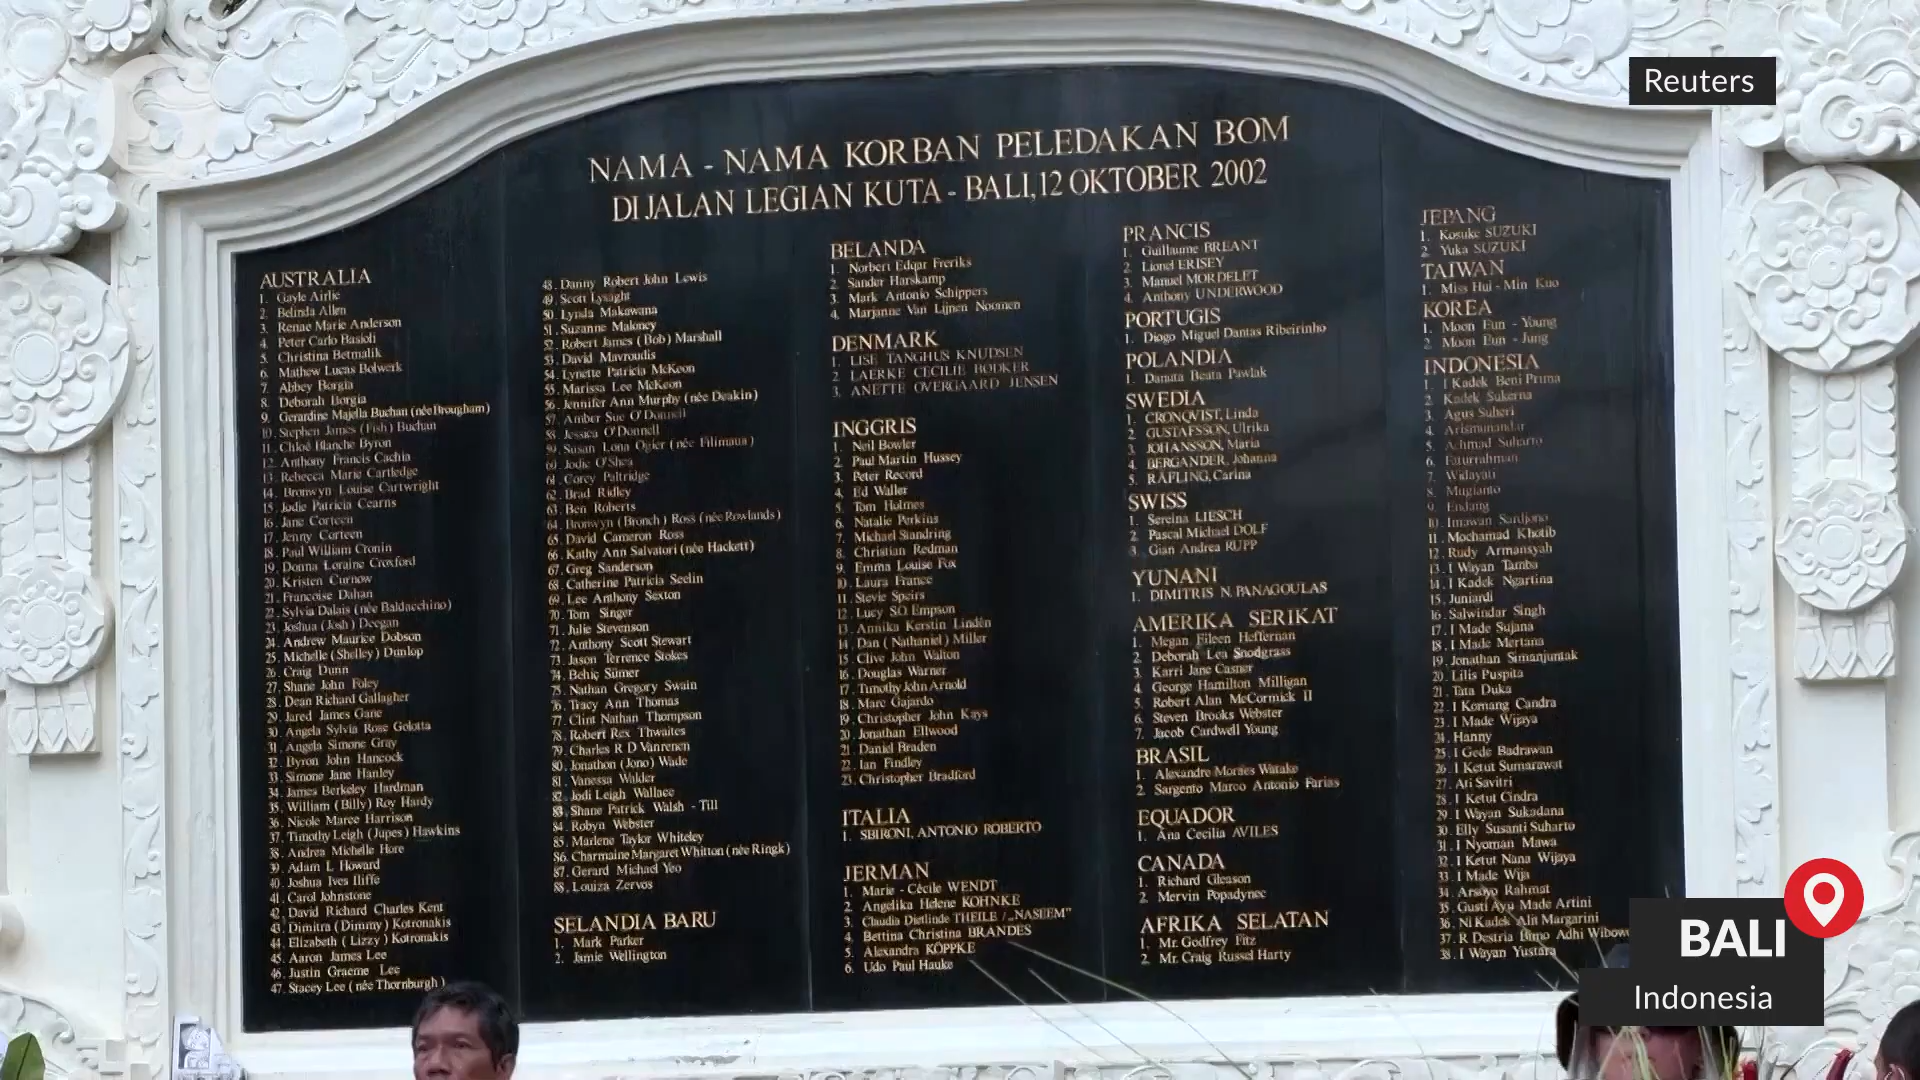 Reuters
NAMA - NAMA KORBAN PELEDAKAN BOM
DI JALAN LEGIAN KUTA - BALI, 12 OKTOBER 2002
AUSTRALIA
1. Gayle Airlie
2. Belinda Allen
3. Renae Marie Anderson
4. Peter Carlo Basioli
5. Christina Betmalik
6. Mathew Lucas Bolwerk
7. Abbey Borgia
8. Deborah Borgia
9. Gerardine Majella Buchan (née Brougham)
10. Stephen James (Fish) Buchan
11. Chloé Blanche Byron
12. Anthony Francis Cachia
13. Rebecca Marie Cartledge
14. Bronwyn Louise Cartwright
15. Jodie Patricia Cearns
16. Jane Corteen
17. Jenny Corteen
18. Paul William Cronin
19. Donna Loraine Croxford
20. Kristen Curnow
21. Francoise Dahan
22. Sylvia Dalais (née Baldacchino)
23. Joshua (Josh) Deegan
24. Andrew Maurice Dobson
25. Michelle (Shelley) Dunlop
26. Craig Dunn
27. Shane John Foley
28. Dean Richard Gallagher
29. Jared James Gane
30. Angela Sylvia Rose Golotta
31. Angela Simone Gray
32. Byron John Hancock
33. Simone Jane Hanley
34. James Berkeley Hardman
35. William (Billy) Roy Hardy
36. Nicole Maree Harrison
37. Timothy Leigh (Jupes) Hawkins
38. Andrea Michelle Hore
39. Adam L Howard
40. Joshua Ives Iliffe
41. Carol Johnstone
42. David Richard Charles Kent
43. Dimitra (Dimmy) Kotronakis
44. Elizabeth (Lizzy) Kotronakis
45. Aaron James Lee
46. Justin Graeme Lee
47. Stacey Lee (née Thornburgh)
48. Danny Robert John Lewis
49. Scott Lysaght
50. Lynda Makawana
51. Suzanne Maloney
52. Robert James (Bob) Marshall
53. David Mavroudis
54. Lynette Patricia McKeon
55. Marissa Lee McKeon
56. Jennifer Ann Murphy (née Deakin)
57. Amber Sue O'Donnell
58. Jessica O'Donnell
59. Susan Lona Ogier (née Filimaua)
60. Jodie O'Shea
61. Corey Paltridge
62. Brad Ridley
63. Ben Roberts
64. Bronwyn (Bronch) Ross (née Rowlands)
65. David Cameron Ross
66. Kathy Ann Salvatori (née Hackett)
67. Greg Sanderson
68. Catherine Patricia Seelin
69. Lee Anthony Sexton
70. Tom Singer
71. Julie Stevenson
72. Anthony Scott Stewart
73. Jason Terrence Stokes
74. Behiç Sümer
75. Nathan Gregory Swain
76. Tracy Ann Thomas
77. Clint Nathan Thompson
78. Robert Rex Thwaites
79. Charles R D Vanrenen
80. Jonathon (Jono) Wade
81. Vanessa Walder
82. Jodi Leigh Wallace
83. Shane Patrick Walsh - Till
84. Robyn Webster
85. Marlene Taylor Whiteley
86. Charmaine Margaret Whitton (née Ringk)
87. Gerard Michael Yeo
88. Louiza Zervos
SELANDIA BARU
1. Mark Parker
2. Jamie Wellington
BELANDA
1. Norbert Edgar Freriks
2. Sander Harskamp
3. Mark Antonio Schippers
4. Marjanne Van Lijnen Noomen
DENMARK
1. LISE TANGHUS KNUDSEN
2. LAERKE CECILIE BODKER
3. ANETTE OVERGAARD JENSEN
INGGRIS
1. Neil Bowler
2. Paul Martin Hussey
3. Peter Record
4. Ed Waller
5. Tom Holmes
6. Natalie Perkins
7. Michael Standring
8. Christian Redman
9. Emma Louise Fox
10. Laura France
11. Stevie Speirs
12. Lucy S.O. Empson
13. Annika Kerstin Lindén
14. Dan (Nathaniel) Miller
15. Clive John Walton
16. Douglas Warner
17. Timothy John Arnold
18. Marc Gajardo
19. Christopher John Kays
20. Jonathan Ellwood
21. Daniel Braden
22. Ian Findley
23. Christopher Bradford
ITALIA
1. SBIRONI, ANTONIO ROBERTO
JERMAN
1. Marie - Cécile WENDT
2. Angelika Helene KOHNKE
3. Claudia Dietlinde THEILE / „NASEEM"
4. Bettina Christina BRANDES
5. Alexandra KÖPPKE
6. Udo Paul Hauke
PRANCIS
1. Guillaume BREANT
2. Lionel ERISEY
3. Manuel MORDELET
4. Anthony UNDERWOOD
PORTUGIS
1. Diogo Miguel Dantas Ribeirinho
POLANDIA
1. Danuta Beata Pawlak
SWEDIA
1. CRONQVIST, Linda
2. GUSTAFSSON, Ulrika
3. JOHANSSON, Maria
4. BERGANDER, Johanna
5. RAFLING, Carina
SWISS
1. Sereina LIESCH
2. Pascal Michael DOLF
3. Gian Andrea RUPP
YUNANI
1. DIMITRIS N. PANAGOULAS
AMERIKA SERIKAT
1. Megan Eileen Heffernan
2. Deborah Lea Snodgrass
3. Karri Jane Casner
4. George Hamilton Milligan
5. Robert Alan McCormick II
6. Steven Brooks Webster
7. Jacob Cardwell Young
BRASIL
1. Alexandre Moraes Watake
2. Sargento Marco Antonio Farias
EQUADOR
1. Ana Cecilia AVILES
CANADA
1. Richard Gleason
2. Mervin Popadynec
AFRIKA SELATAN
1. Mr. Godfrey Fitz
2. Mr. Craig Russel Harty
JEPANG
1. Kosuke SUZUKI
2. Yuka SUZUKI
TAIWAN
1. Miss Hui - Min Kuo
KOREA
1. Moon Eun - Young
2. Moon Eun - Jung
INDONESIA
1. I Kadek Beni Prima
2. Kadek Sukerna
3. Agus Suheri
4. Arismunandar
5. Achmad Suharto
6. Faturrahman
7. Widayati
8. Mugianto
9. Endang
10. Imawan Sardjono
11. Mochamad Khotib
12. Rudy Armansyah
13. I Wayan Tamba
14. I Kadek Ngartina
15. Juniardi
16. Salwindar Singh
17. I Made Sujana
18. I Made Mertana
19. Jonathan Simanjuntak
20. Lilis Puspita
21. Tata Duka
22. I Komang Candra
23. I Made Wijaya
24. Hanny
25. I Gede Badrawan
26. I Ketut Sumarawat
27. Ati Savitri
28. I Ketut Cindra
29. I Wayan Sukadana
30. Elly Susanti Suharto
31. I Nyoman Mawa
32. I Ketut Nana Wijaya
33. I Made Wija
34. Arsoyo Rahmat
35. Gusti Ayu Made Artini
36. Ni Kadek Alit Margarini
37. R Destria Bimo Adhi Wibowo
38. I Wayan Yustara
BALI
Indonesia